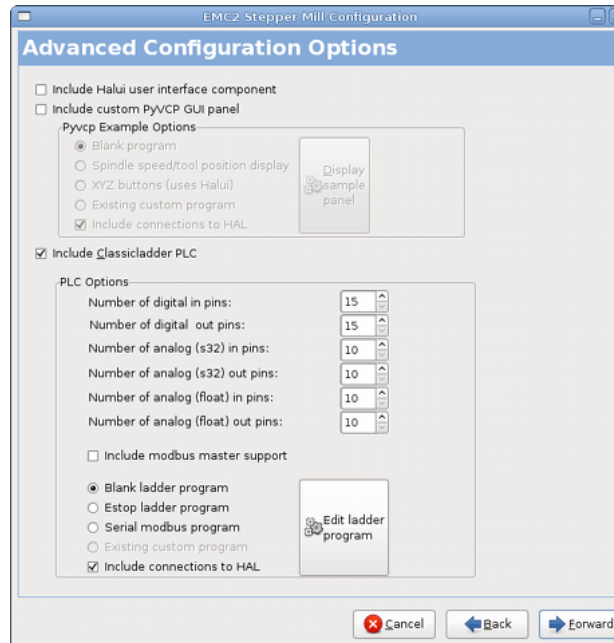 EMC2 Stepper Mill Configuration
Advanced Configuration Options
Include Halui user interface component
Include custom PyVCP GUI panel
Pyvcp Example Options
Blank program
Spindle speed/tool position display
XYZ buttons (uses Halui)
Existing custom program
Include connections to HAL
Display
sample
panel
Include Classicladder PLC
PLC Options
Number of digital in pins: 15
Number of digital out pins: 15
Number of analog (s32) in pins: 10
Number of analog (s32) out pins: 10
Number of analog (float) in pins: 10
Number of analog (float) out pins: 10
Include modbus master support
Blank ladder program
Estop ladder program
Serial modbus program
Existing custom program
Include connections to HAL
Edit ladder
program
Cancel Back Forward